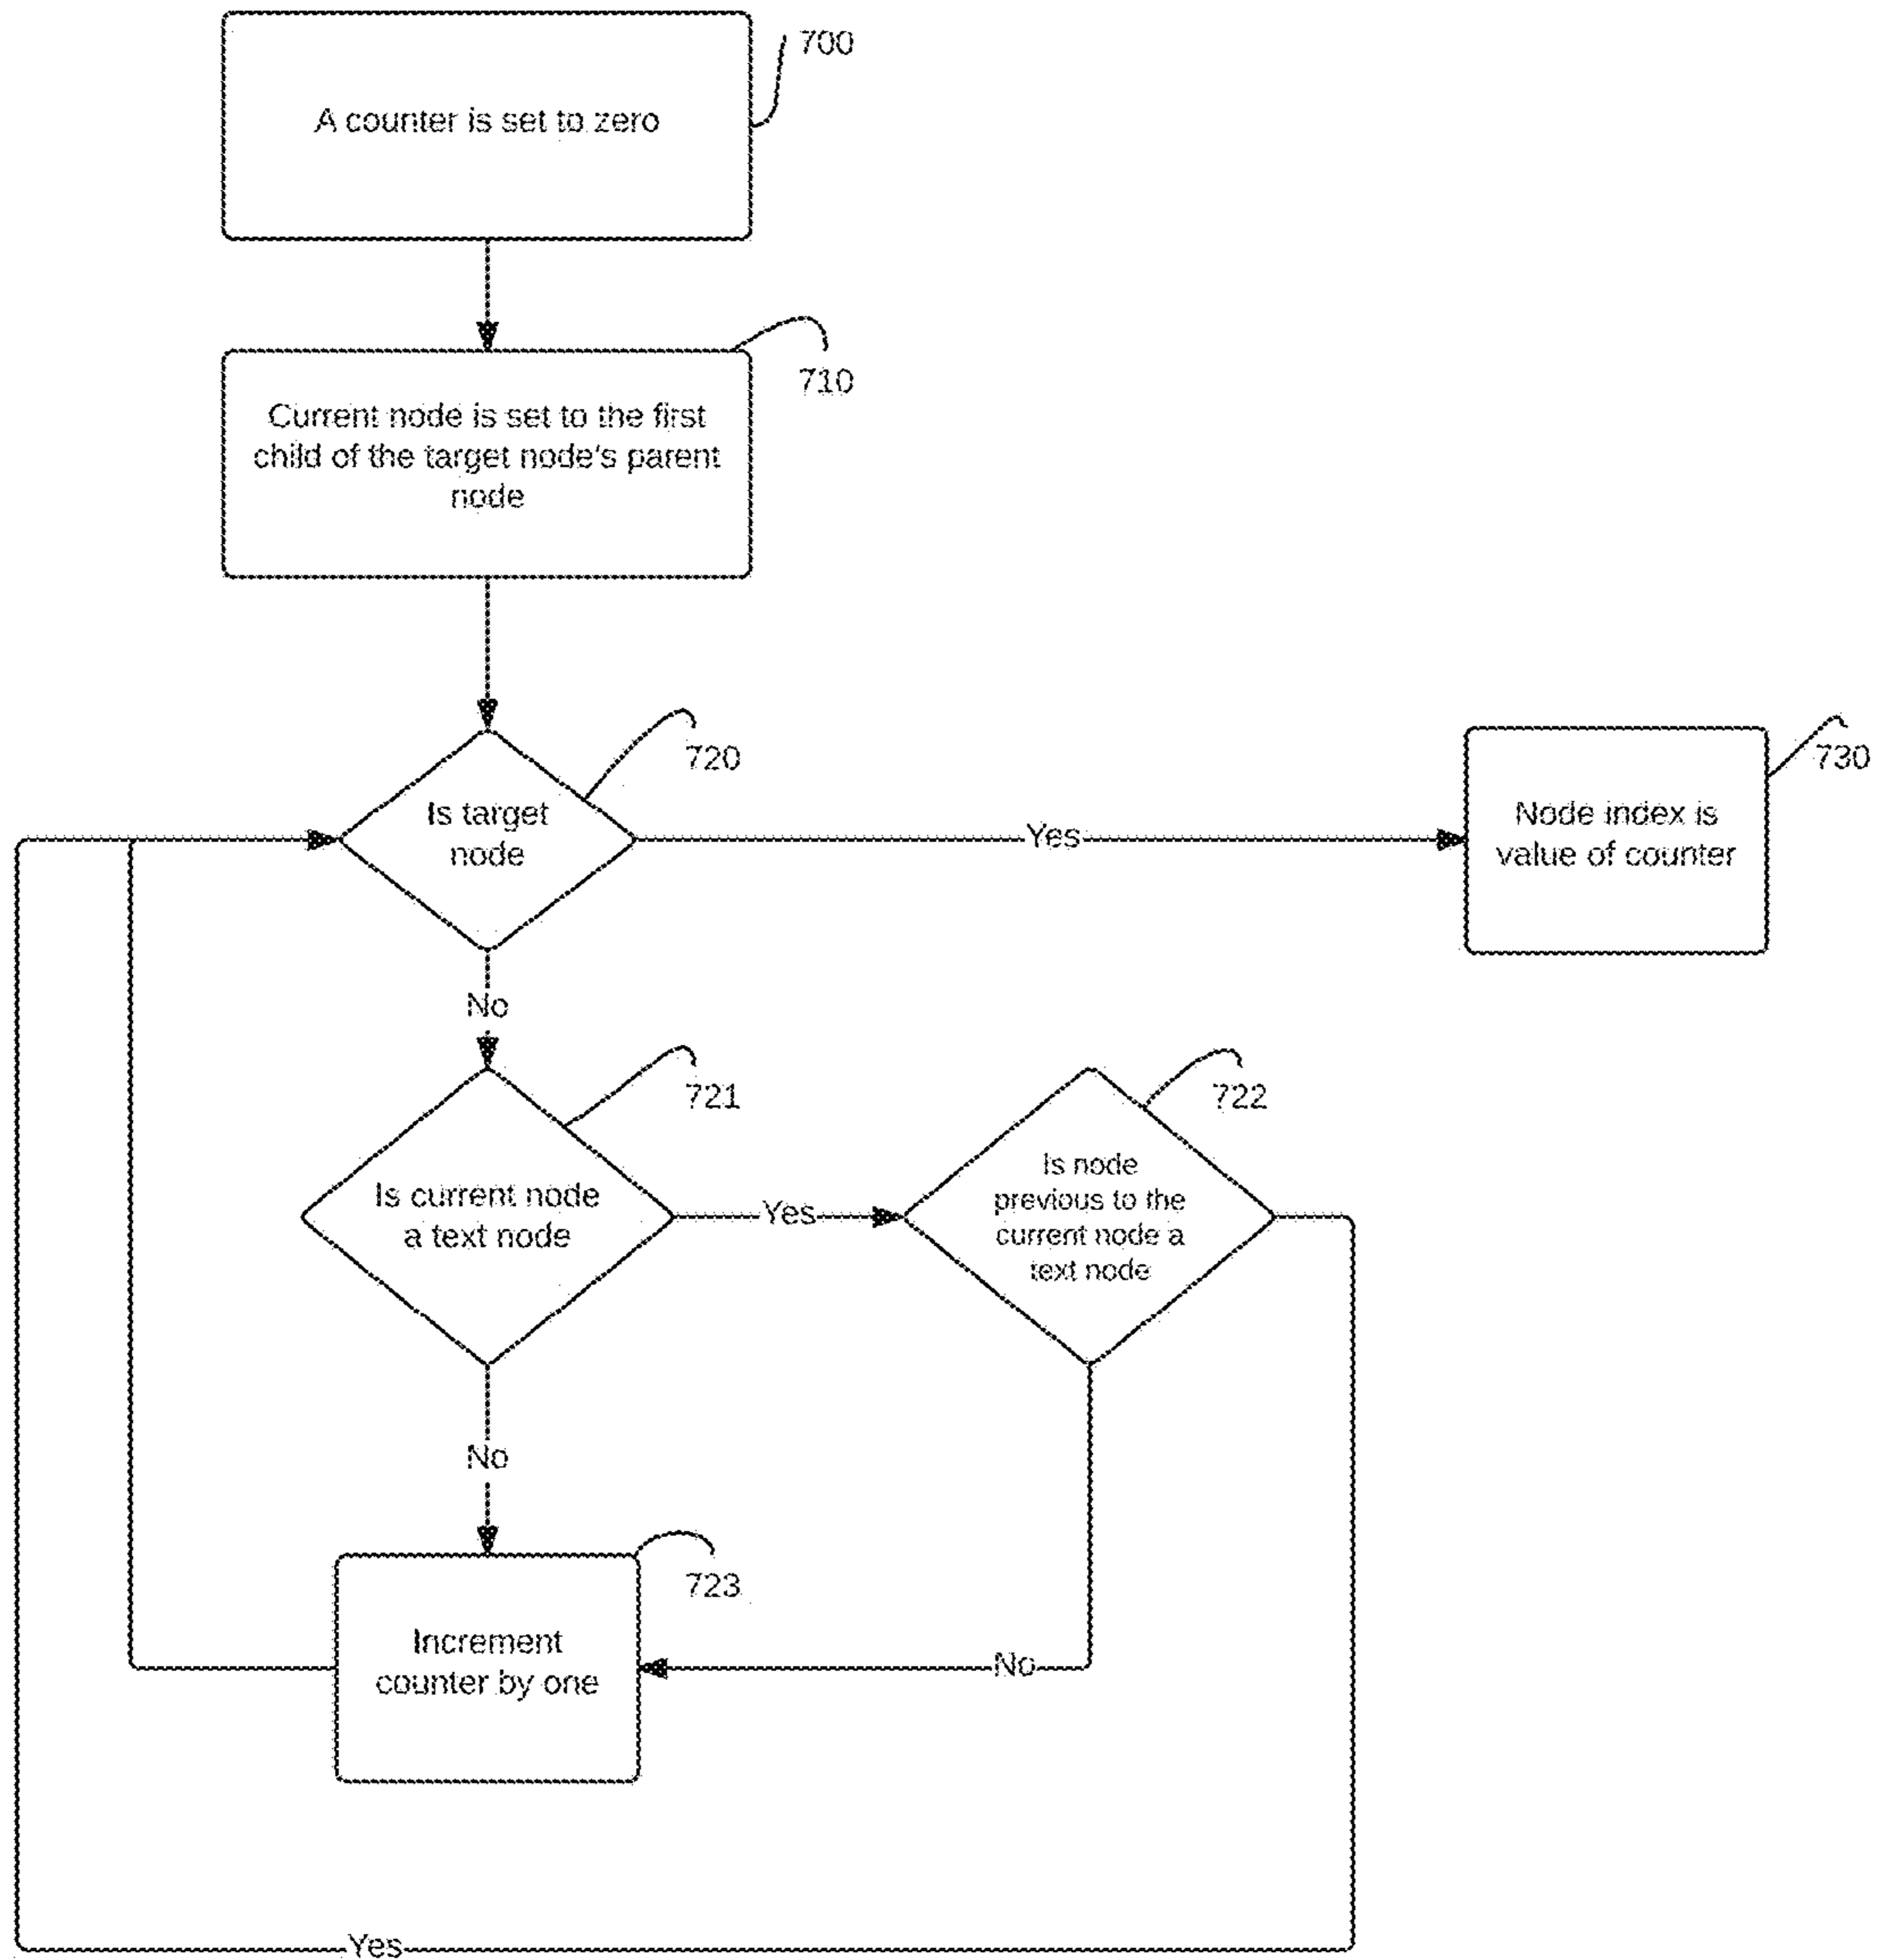 A counter is set to zero
700
Current node is set to the first
child of the target node's parent
node
710
Is target
node
720
Yes
Node index is
value of counter
730
No
Is current node
a text node
721
Yes
Is node
previous to the
current node a
text node
722
No
Increment
counter by one
723
No
Yes